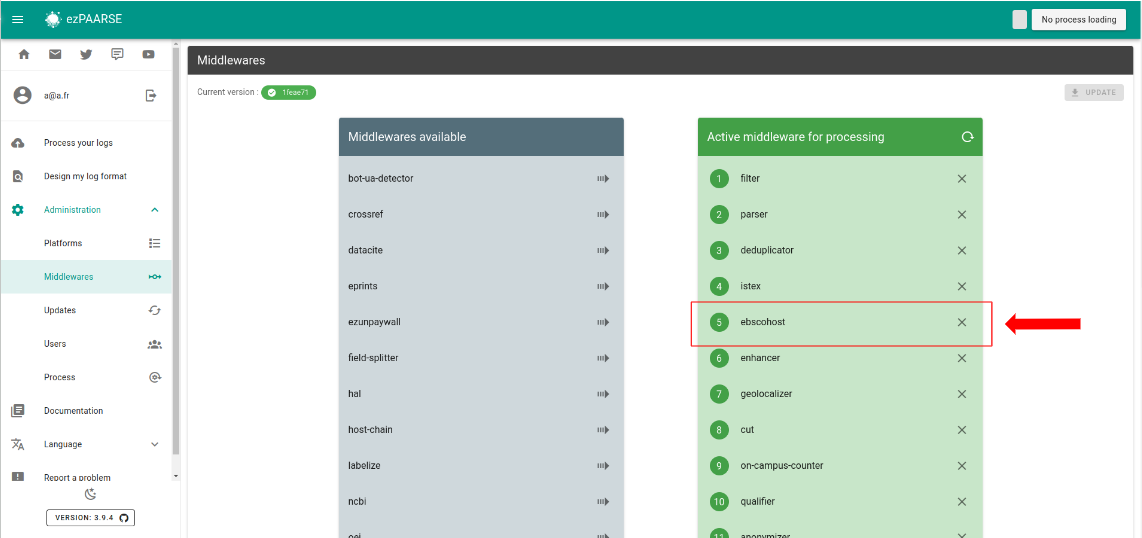 ezPAARSE
No process loading
a@a.fr
Process your logs
Design my log format
Administration
Platforms
Middlewares
Updates
Users
Process
Documentation
Language
Report a problem
VERSION: 3.9.4
Middlewares
Current version : 1feae71
UPDATE
Middlewares available
bot-ua-detector
crossref
datacite
eprints
ezunpaywall
field-splitter
hal
host-chain
labelize
ncbi
Active middleware for processing
1 filter
2 parser
3 deduplicator
4 istex
5 ebscohost
6 enhancer
7 geolocalizer
8 cut
9 on-campus-counter
10 qualifier
11 anonymizer